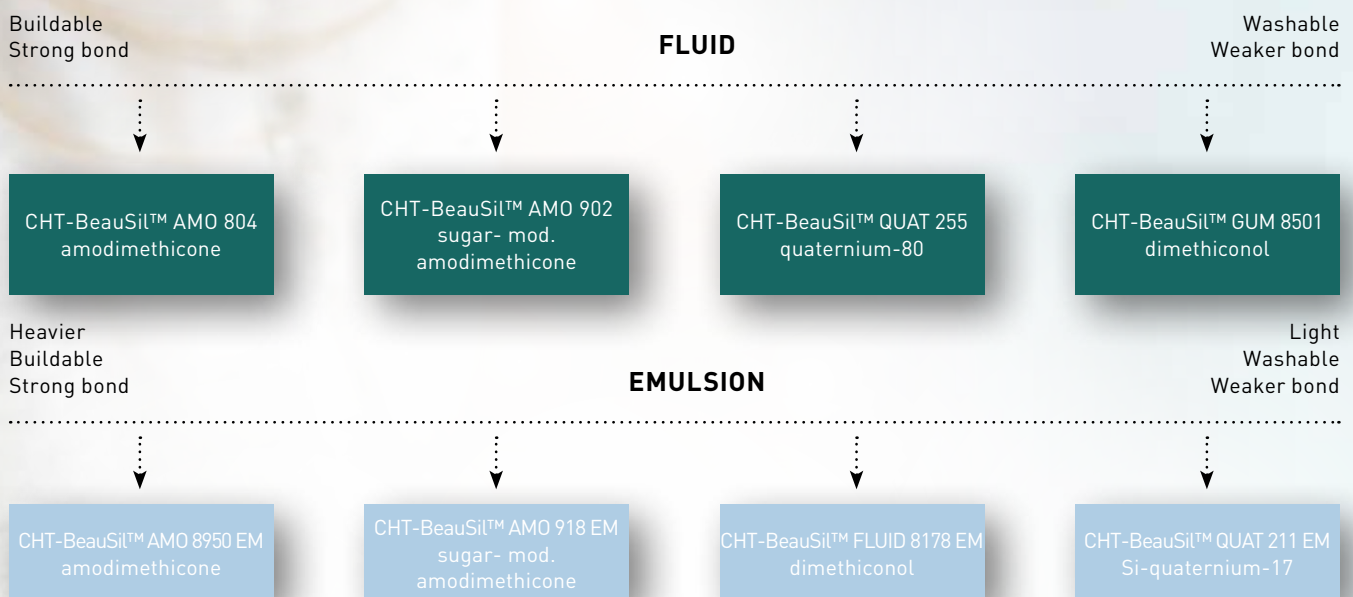 Buildable
Strong bond
FLUID
Washable
Weaker bond
CHT-BeauSil™ AMO 804
amodimethicone
CHT-BeauSil™ AMO 902
sugar- mod.
amodimethicone
CHT-BeauSil™ QUAT 255
quaternium-80
CHT-BeauSil™ GUM 8501
dimethiconol
Heavier
Buildable
Strong bond
EMULSION
Light
Washable
Weaker bond
CHT-BeauSil™ AMO 8950 EM
amodimethicone
CHT-BeauSil™ AMO 918 EM
sugar- mod.
amodimethicone
CHT-BeauSil™ FLUID 8178 EM
dimethiconol
CHT-BeauSil™ QUAT 211 EM
Si-quaternium-17